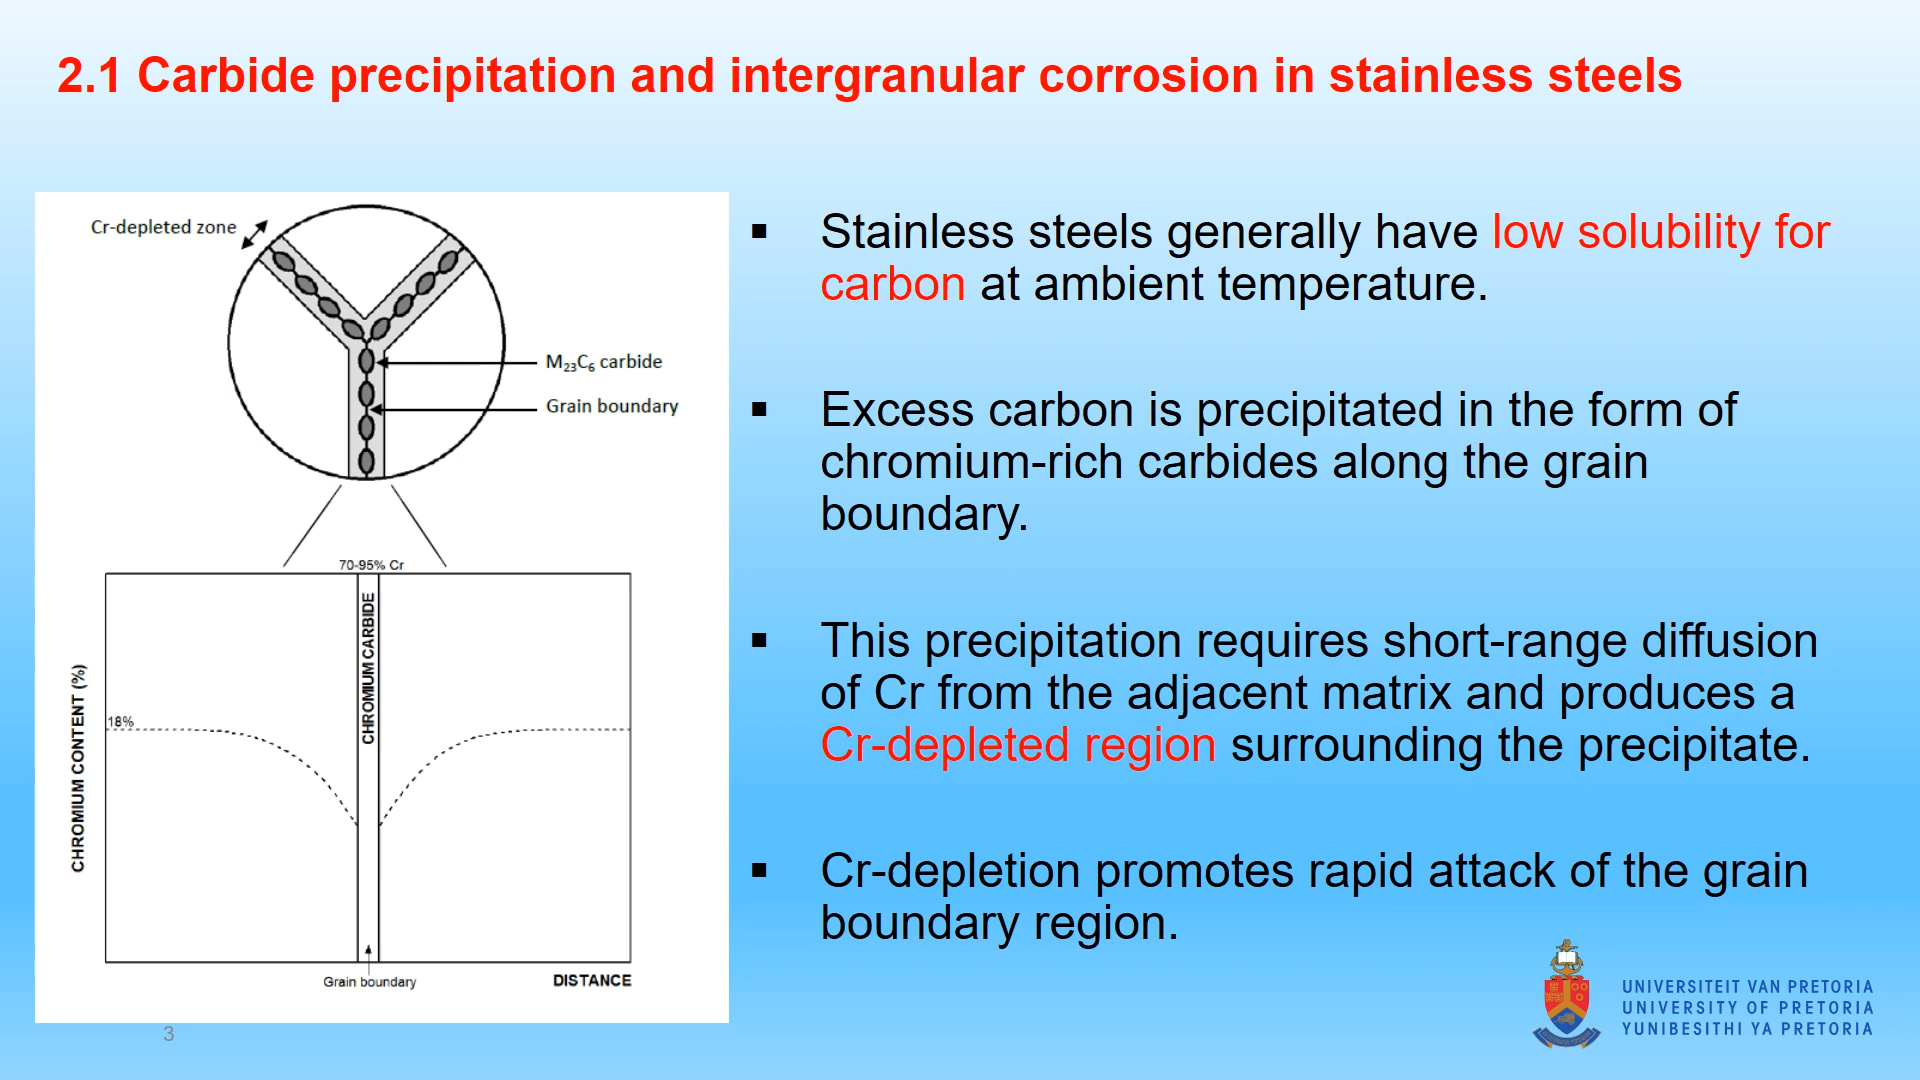 2.1 Carbide precipitation and intergranular corrosion in stainless steels
Cr-depleted zone
M₂₃C₆ carbide
Grain boundary
70-95% Cr
CHROMIUM CARBIDE
18%
CHROMIUM CONTENT (%)
Grain boundary
DISTANCE
▪ Stainless steels generally have low solubility for
carbon at ambient temperature.
▪ Excess carbon is precipitated in the form of
chromium-rich carbides along the grain
boundary.
▪ This precipitation requires short-range diffusion
of Cr from the adjacent matrix and produces a
Cr-depleted region surrounding the precipitate.
▪ Cr-depletion promotes rapid attack of the grain
boundary region.
UNIVERSITEIT VAN PRETORIA
UNIVERSITY OF PRETORIA
YUNIBESITHI YA PRETORIA
3